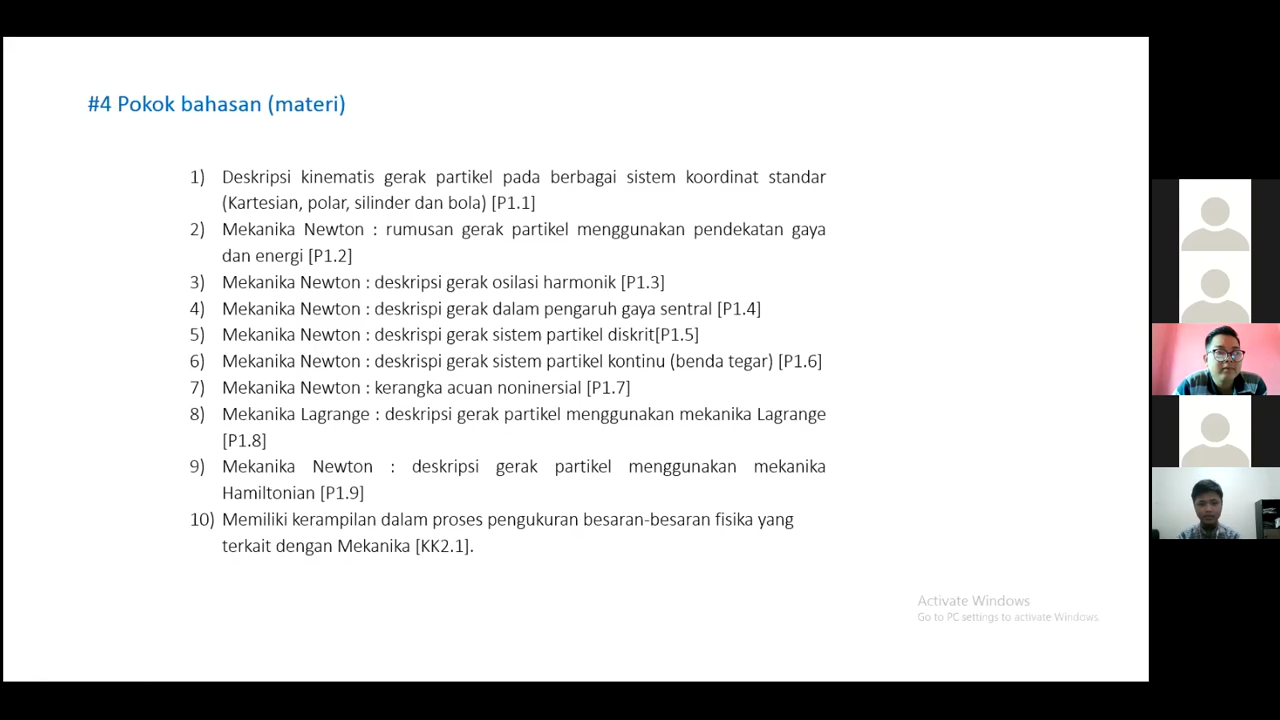 #4 Pokok bahasan (materi)
1) Deskripsi kinematis gerak partikel pada berbagai sistem koordinat standar
(Kartesian, polar, silinder dan bola) [P1.1]
2) Mekanika Newton : rumusan gerak partikel menggunakan pendekatan gaya
dan energi [P1.2]
3) Mekanika Newton : deskripsi gerak osilasi harmonik [P1.3]
4) Mekanika Newton : deskrispi gerak dalam pengaruh gaya sentral [P1.4]
5) Mekanika Newton : deskrispi gerak sistem partikel diskrit[P1.5]
6) Mekanika Newton : deskrispi gerak sistem partikel kontinu (benda tegar) [P1.6]
7) Mekanika Newton : kerangka acuan noninersial [P1.7]
8) Mekanika Lagrange : deskripsi gerak partikel menggunakan mekanika Lagrange
[P1.8]
9) Mekanika Newton : deskripsi gerak partikel menggunakan mekanika
Hamiltonian [P1.9]
10) Memiliki kerampilan dalam proses pengukuran besaran-besaran fisika yang
terkait dengan Mekanika [KK2.1].
Activate Windows
Go to PC settings to activate Windows.